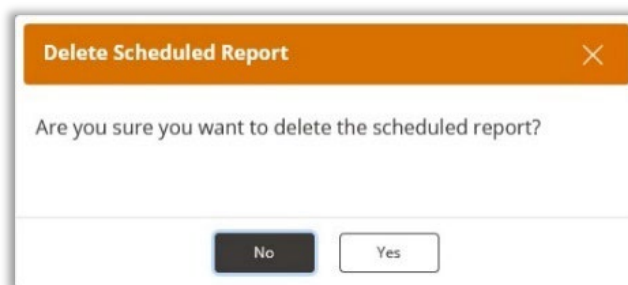 Delete Scheduled Report
Are you sure you want to delete the scheduled report?
No
Yes